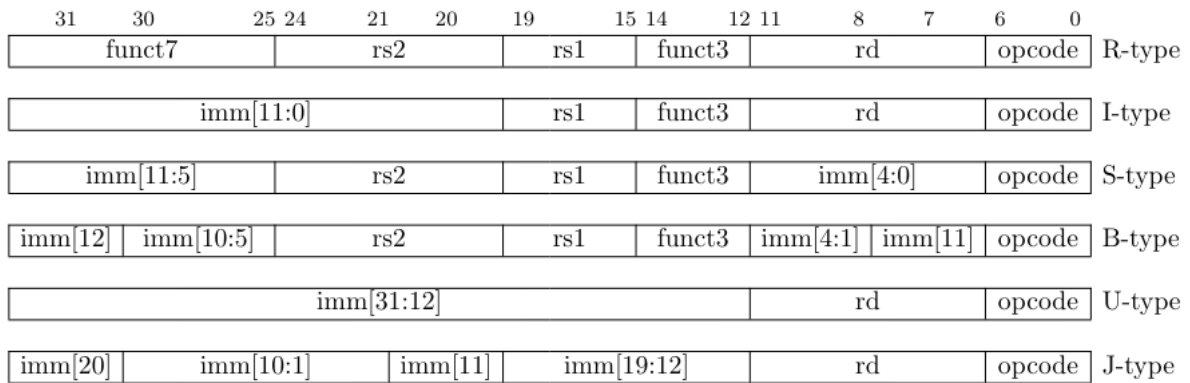 31 30 25 24 21 20 19 15 14 12 11 8 7 6 0
funct7 rs2 rs1 funct3 rd opcode R-type
imm[11:0] rs1 funct3 rd opcode I-type
imm[11:5] rs2 rs1 funct3 imm[4:0] opcode S-type
imm[12] imm[10:5] rs2 rs1 funct3 imm[4:1] imm[11] opcode B-type
imm[31:12] rd opcode U-type
imm[20] imm[10:1] imm[11] imm[19:12] rd opcode J-type